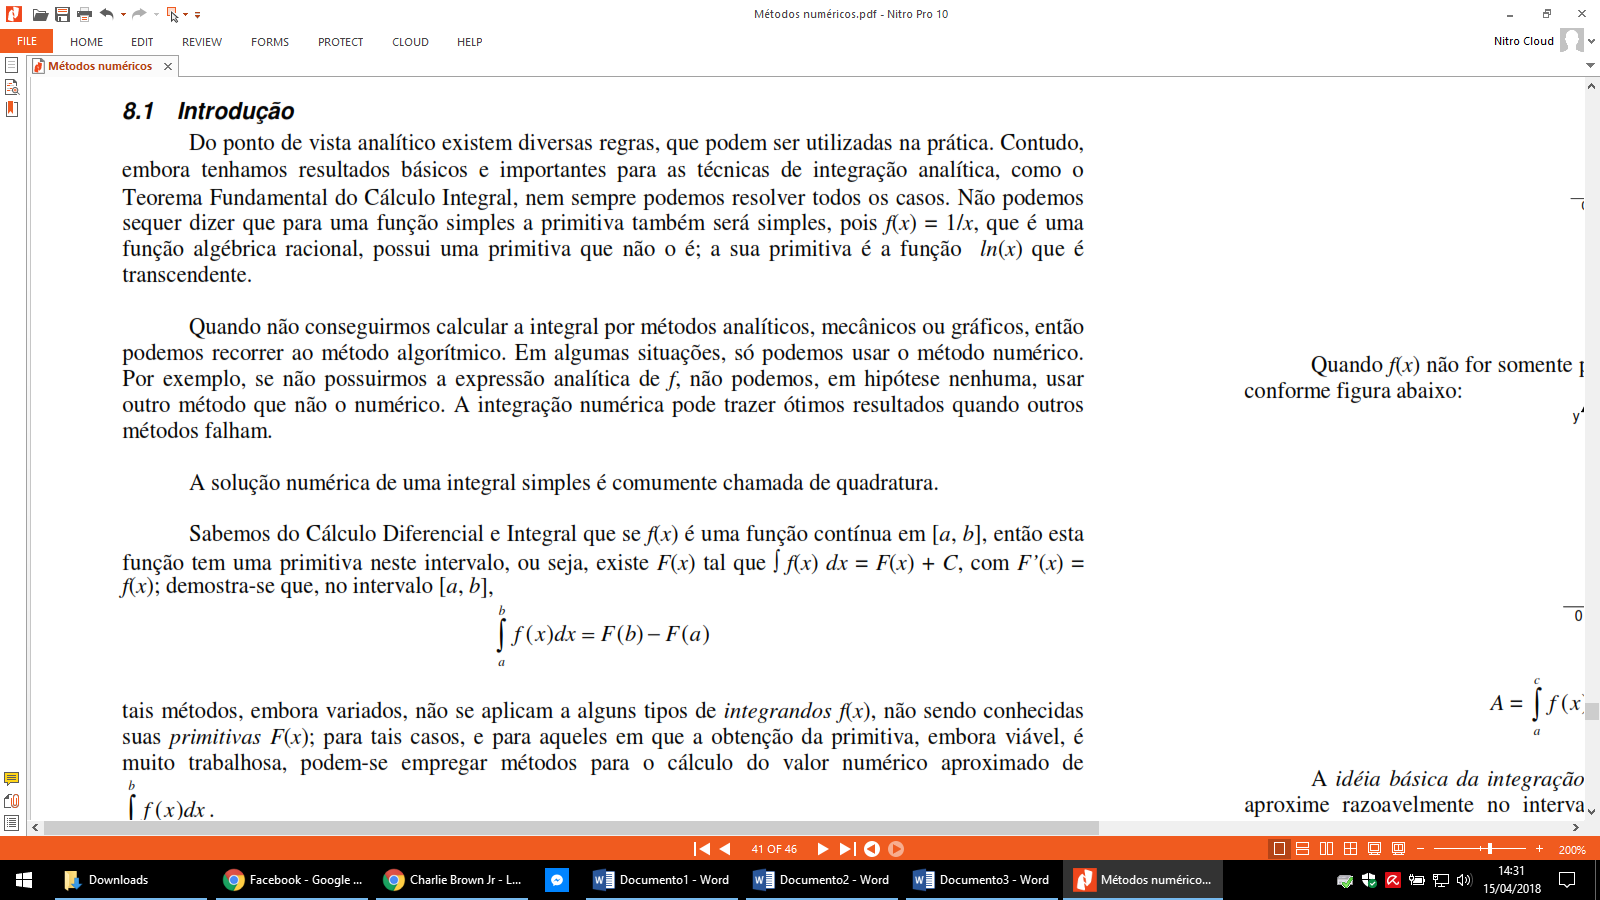 Métodos numéricos.pdf - Nitro Pro 10
FILE HOME EDIT REVIEW FORMS PROTECT CLOUD HELP
Nitro Cloud
Métodos numéricos
8.1 Introdução
Do ponto de vista analítico existem diversas regras, que podem ser utilizadas na prática. Contudo,
embora tenhamos resultados básicos e importantes para as técnicas de integração analítica, como o
Teorema Fundamental do Cálculo Integral, nem sempre podemos resolver todos os casos. Não podemos
sequer dizer que para uma função simples a primitiva também será simples, pois f(x) = 1/x, que é uma
função algébrica racional, possui uma primitiva que não o é; a sua primitiva é a função ln(x) que é
transcendente.
Quando não conseguirmos calcular a integral por métodos analíticos, mecânicos ou gráficos, então
podemos recorrer ao método algorítmico. Em algumas situações, só podemos usar o método numérico.
Por exemplo, se não possuirmos a expressão analítica de f, não podemos, em hipótese nenhuma, usar
outro método que não o numérico. A integração numérica pode trazer ótimos resultados quando outros
métodos falham.
A solução numérica de uma integral simples é comumente chamada de quadratura.
Sabemos do Cálculo Diferencial e Integral que se f(x) é uma função contínua em [a, b], então esta
função tem uma primitiva neste intervalo, ou seja, existe F(x) tal que ∫ f(x) dx = F(x) + C, com F’(x) =
f(x); demostra-se que, no intervalo [a, b],
b
∫ f(x)dx = F(b) − F(a)
a
tais métodos, embora variados, não se aplicam a alguns tipos de integrandos f(x), não sendo conhecidas
suas primitivas F(x); para tais casos, e para aqueles em que a obtenção da primitiva, embora viável, é
muito trabalhosa, podem-se empregar métodos para o cálculo do valor numérico aproximado de
b
∫ f(x)dx .
Quando f(x) não for somente
conforme figura abaixo:
y
0
c
A = ∫ f(x)
a
A idéia básica da integração
aproxime razoavelmente no
41 OF 46
200%
Downloads
Facebook - Google ...
Charlie Brown Jr - L...
Documento1 - Word
Documento2 - Word
Documento3 - Word
Métodos numérico...
14:31
15/04/2018